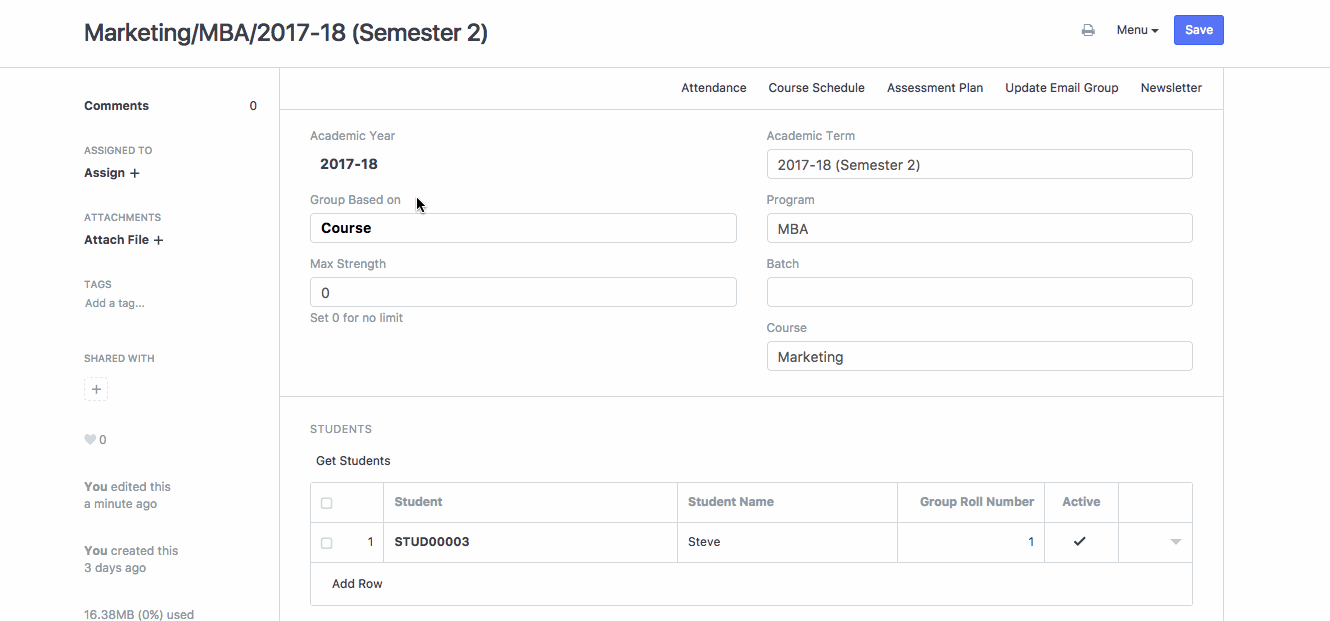 Marketing/MBA/2017-18 (Semester 2)
Menu
Save
Comments 0
ASSIGNED TO
Assign +
ATTACHMENTS
Attach File +
TAGS
Add a tag...
SHARED WITH
+
0
You edited this
a minute ago
You created this
3 days ago
16.38MB (0%) used
Attendance Course Schedule Assessment Plan Update Email Group Newsletter
Academic Year
2017-18
Group Based on
Course
Max Strength
0
Set 0 for no limit
Academic Term
2017-18 (Semester 2)
Program
MBA
Batch
Course
Marketing
STUDENTS
Get Students
Student Student Name Group Roll Number Active
1 STUD00003 Steve 1
Add Row